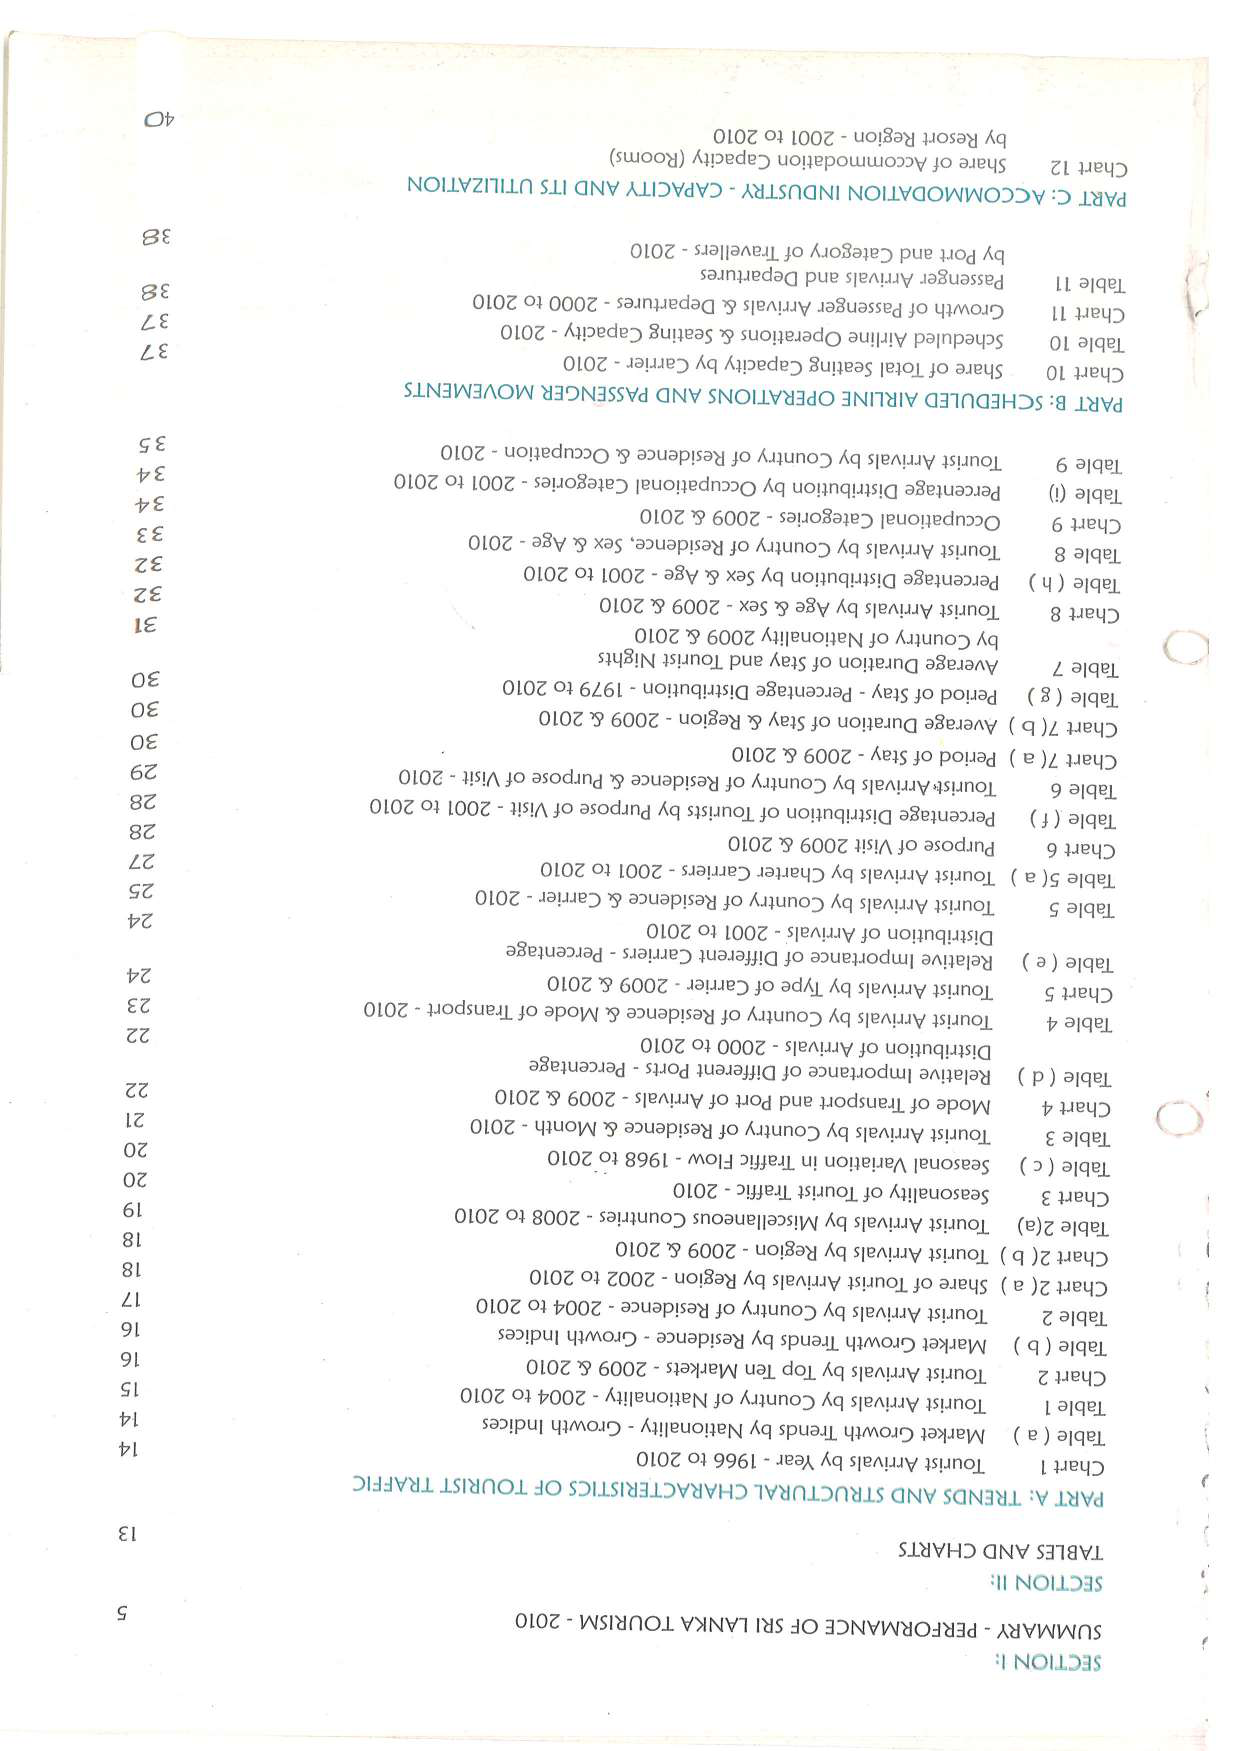 SECTION I:
SUMMARY - PERFORMANCE OF SRI LANKA TOURISM - 2010 5
SECTION II:
TABLES AND CHARTS 13
PART A: TRENDS AND STRUCTURAL CHARACTERISTICS OF TOURIST TRAFFIC
Chart 1 Tourist Arrivals by Year - 1966 to 2010 14
Table ( a ) Market Growth Trends by Nationality - Growth Indices 14
Table 1 Tourist Arrivals by Country of Nationality - 2004 to 2010 15
Chart 2 Tourist Arrivals by Top Ten Markets - 2009 & 2010 16
Table ( b ) Market Growth Trends by Residence - Growth Indices 16
Table 2 Tourist Arrivals by Country of Residence - 2004 to 2010 17
Chart 2( a ) Share of Tourist Arrivals by Region - 2002 to 2010 18
Chart 2( b ) Tourist Arrivals by Region - 2009 & 2010 18
Table 2(a) Tourist Arrivals by Miscellaneous Countries - 2008 to 2010 19
Chart 3 Seasonality of Tourist Traffic - 2010 20
Table ( c ) Seasonal Variation in Traffic Flow - 1968 to 2010 20
Table 3 Tourist Arrivals by Country of Residence & Month - 2010 21
Chart 4 Mode of Transport and Port of Arrivals - 2009 & 2010 22
Table ( d ) Relative Importance of Different Ports - Percentage
Distribution of Arrivals - 2000 to 2010 22
Table 4 Tourist Arrivals by Country of Residence & Mode of Transport - 2010 23
Chart 5 Tourist Arrivals by Type of Carrier - 2009 & 2010 24
Table ( e ) Relative Importance of Different Carriers - Percentage
Distribution of Arrivals - 2001 to 2010 24
Table 5 Tourist Arrivals by Country of Residence & Carrier - 2010 25
Table 5( a ) Tourist Arrivals by Charter Carriers - 2001 to 2010 27
Chart 6 Purpose of Visit 2009 & 2010 28
Table ( f ) Percentage Distribution of Tourists by Purpose of Visit - 2001 to 2010 28
Table 6 Tourist Arrivals by Country of Residence & Purpose of Visit - 2010 29
Chart 7( a ) Period of Stay - 2009 & 2010 30
Chart 7( b ) Average Duration of Stay & Region - 2009 & 2010 30
Table ( g ) Period of Stay - Percentage Distribution - 1979 to 2010 30
Table 7 Average Duration of Stay and Tourist Nights
by Country of Nationality 2009 & 2010 31
Chart 8 Tourist Arrivals by Age & Sex - 2009 & 2010 32
Table ( h ) Percentage Distribution by Sex & Age - 2001 to 2010 32
Table 8 Tourist Arrivals by Country of Residence, Sex & Age - 2010 33
Chart 9 Occupational Categories - 2009 & 2010 34
Table (i) Percentage Distribution by Occupational Categories - 2001 to 2010 34
Table 9 Tourist Arrivals by Country of Residence & Occupation - 2010 35
PART B: SCHEDULED AIRLINE OPERATIONS AND PASSENGER MOVEMENTS
Chart 10 Share of Total Seating Capacity by Carrier - 2010 37
Table 10 Scheduled Airline Operations & Seating Capacity - 2010 37
Chart 11 Growth of Passenger Arrivals & Departures - 2000 to 2010 38
Table 11 Passenger Arrivals and Departures
by Port and Category of Travellers - 2010 38
PART C: ACCOMMODATION INDUSTRY - CAPACITY AND ITS UTILIZATION
Chart 12 Share of Accommodation Capacity (Rooms)
by Resort Region - 2001 to 2010 40